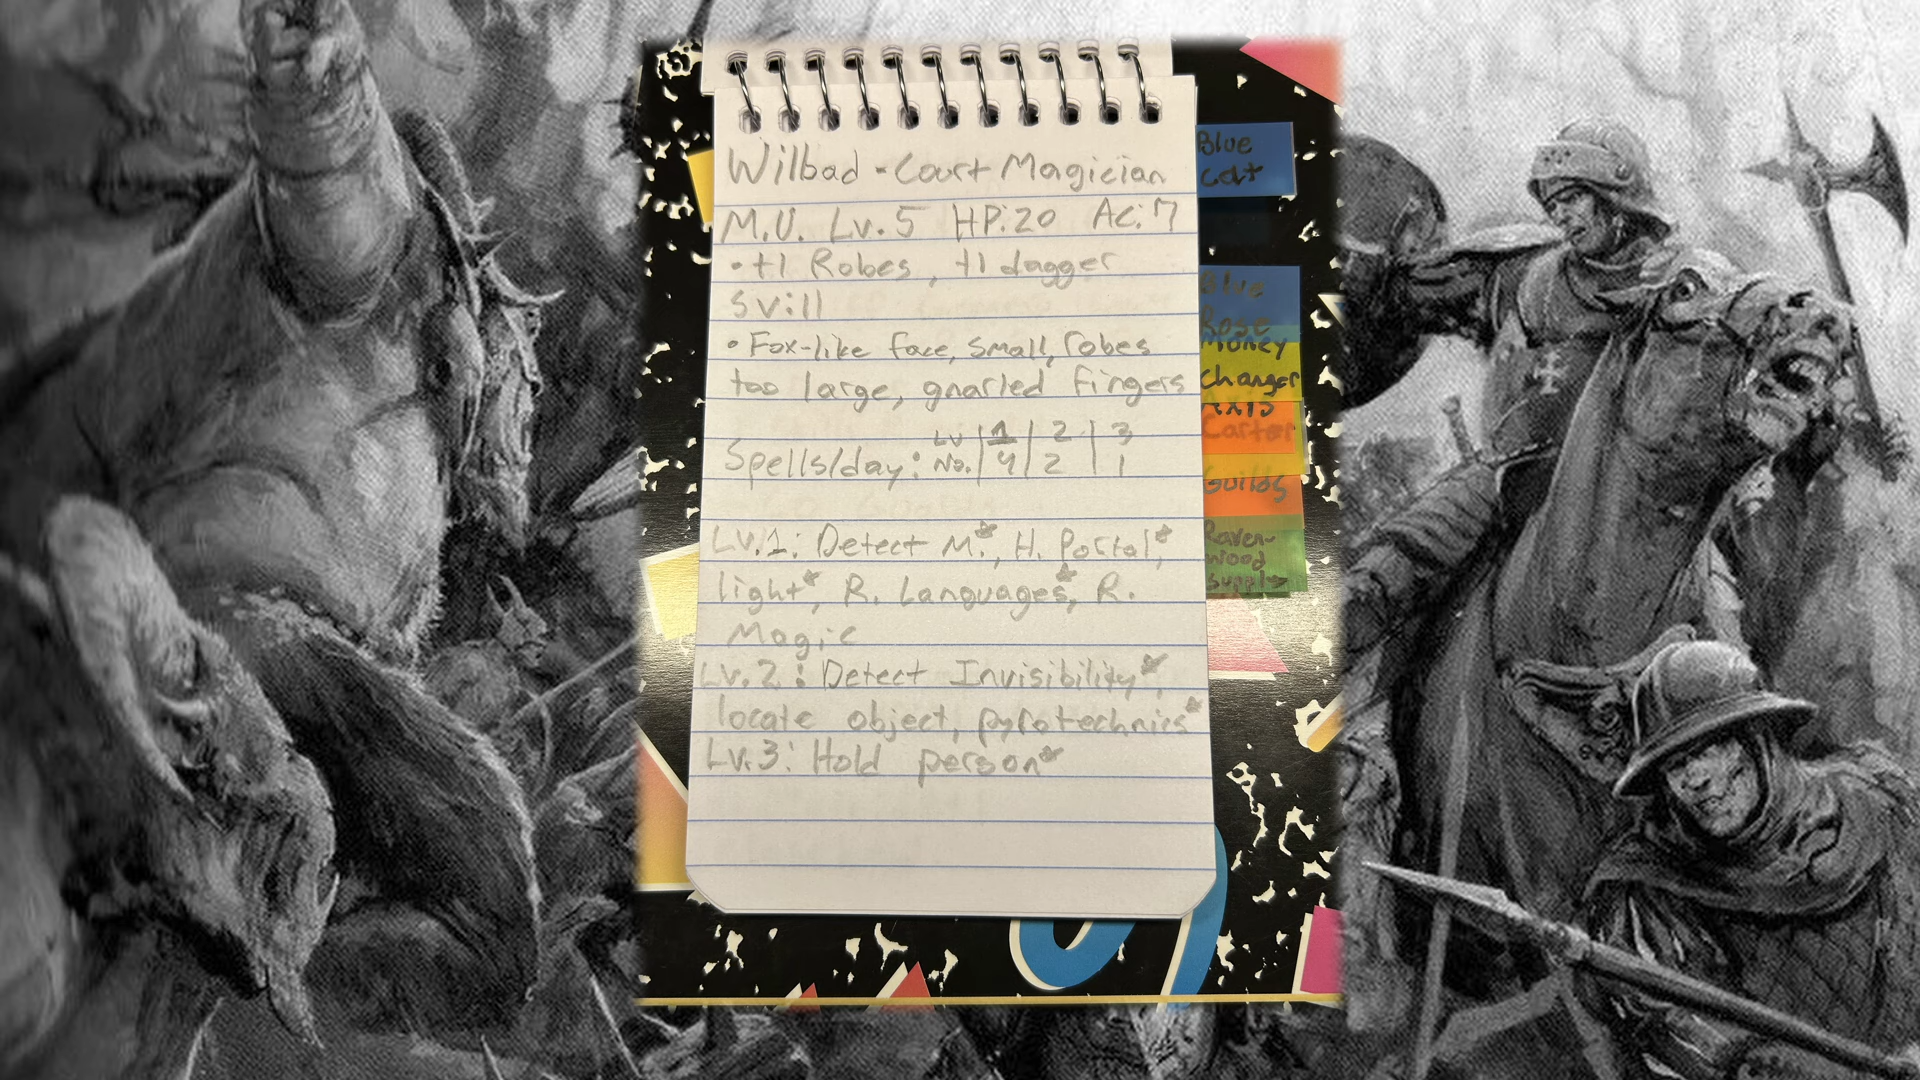 Wilbad - Court Magician
M.U. Lv. 5 HP: 20 AC: 7
• +1 Robes, +1 dagger
• Fox-like face, small, robes
too large, gnarled fingers
Lv | 1 | 2 | 3
Spells/day: No. | 4 | 2 | 1
Lv. 1: Detect M.*, H. Portal*,
light*, R. Languages*, R.
Magic
Lv. 2: Detect Invisibility*,
locate object, pyrotechnics*
Lv. 3: Hold person*
Blue
Blue
Rose
Money
changer
Axis
Carter
Guilds
Raven-
wood